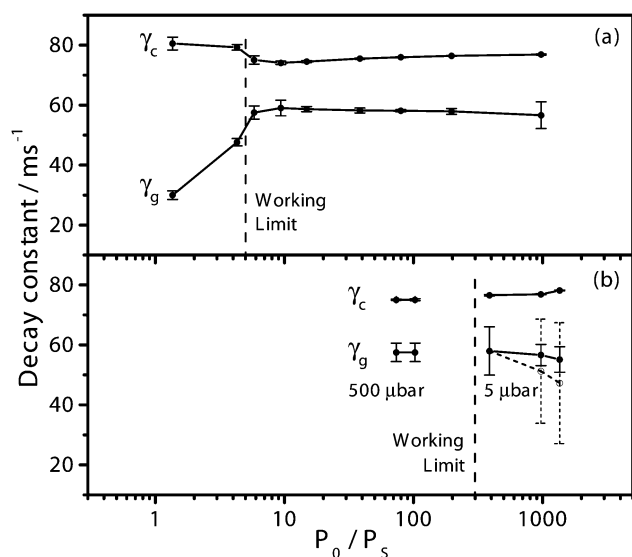 (a)
80
γc
60
40
γg
20
Working
Limit
Decay constant / ms⁻¹
(b)
80
γc
60
γg
500 µbar
5 µbar
40
Working
Limit
20
1
10
100
1000
P0 / PS